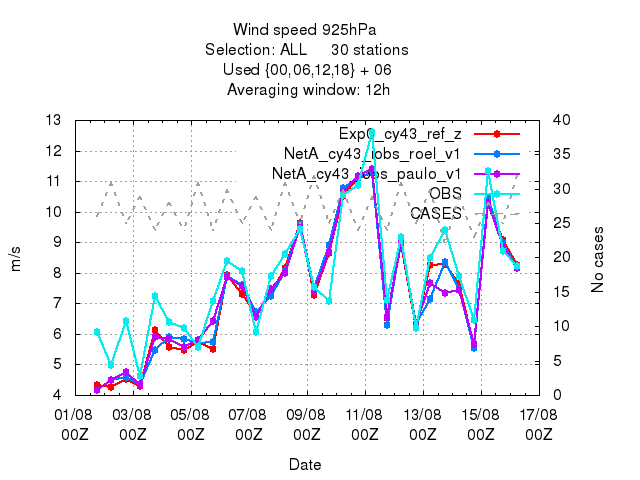 Wind speed 925hPa
Selection: ALL 30 stations
Used {00,06,12,18} + 06
Averaging window: 12h
13 40
12 35
11 30
10 25
9 20
8 15
7 10
6 5
5 0
4
m/s
No cases
Exp0_cy43_ref_z
NetA_cy43_iobs_roel_v1
NetA_cy43_iobs_paulo_v1
OBS
CASES
01/08 03/08 05/08 07/08 09/08 11/08 13/08 15/08 17/08
00Z 00Z 00Z 00Z 00Z 00Z 00Z 00Z 00Z
Date